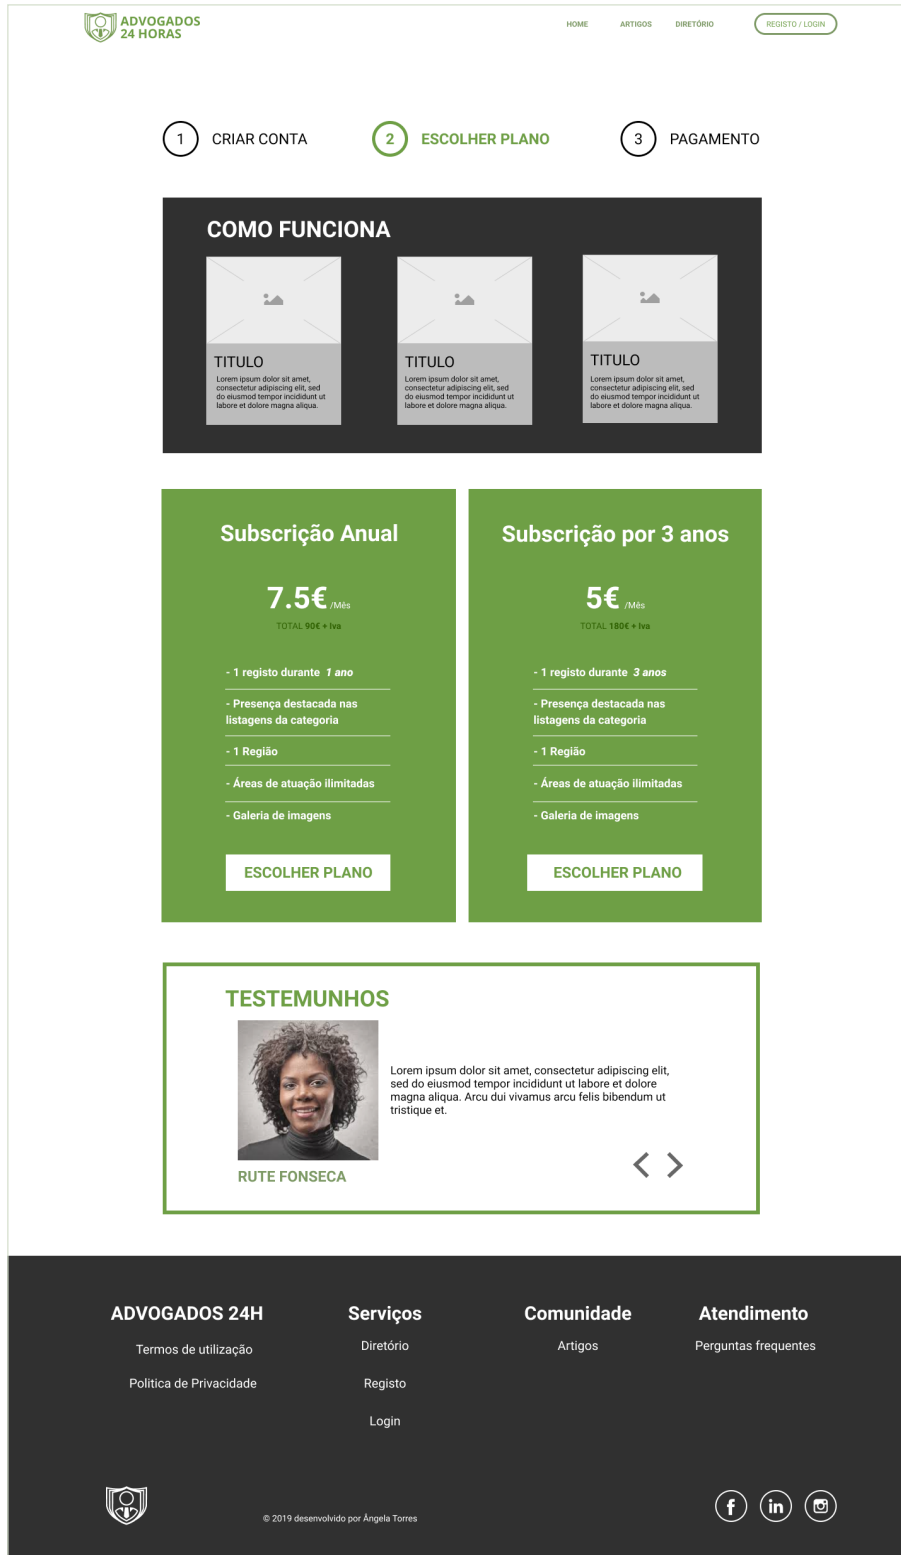 ADVOGADOS
24 HORAS
HOME
ARTIGOS
DIRETÓRIO
REGISTO / LOGIN
1 CRIAR CONTA
2 ESCOLHER PLANO
3 PAGAMENTO
COMO FUNCIONA
TITULO
Lorem ipsum dolor sit amet,
consectetur adipiscing elit, sed
do eiusmod tempor incididunt ut
labore et dolore magna aliqua.
TITULO
Lorem ipsum dolor sit amet,
consectetur adipiscing elit, sed
do eiusmod tempor incididunt ut
labore et dolore magna aliqua.
TITULO
Lorem ipsum dolor sit amet,
consectetur adipiscing elit, sed
do eiusmod tempor incididunt ut
labore et dolore magna aliqua.
Subscrição Anual
7.5€ /Mês
TOTAL 90€ + Iva
- 1 registo durante 1 ano
- Presença destacada nas
listagens da categoria
- 1 Região
- Áreas de atuação ilimitadas
- Galeria de imagens
ESCOLHER PLANO
Subscrição por 3 anos
5€ /Mês
TOTAL 180€ + Iva
- 1 registo durante 3 anos
- Presença destacada nas
listagens da categoria
- 1 Região
- Áreas de atuação ilimitadas
- Galeria de imagens
ESCOLHER PLANO
TESTEMUNHOS
Lorem ipsum dolor sit amet, consectetur adipiscing elit,
sed do eiusmod tempor incididunt ut labore et dolore
magna aliqua. Arcu dui vivamus arcu felis bibendum ut
tristique et.
RUTE FONSECA
ADVOGADOS 24H
Termos de utilização
Politica de Privacidade
Serviços
Diretório
Registo
Login
Comunidade
Artigos
Atendimento
Perguntas frequentes
© 2019 desenvolvido por Ângela Torres
f
in